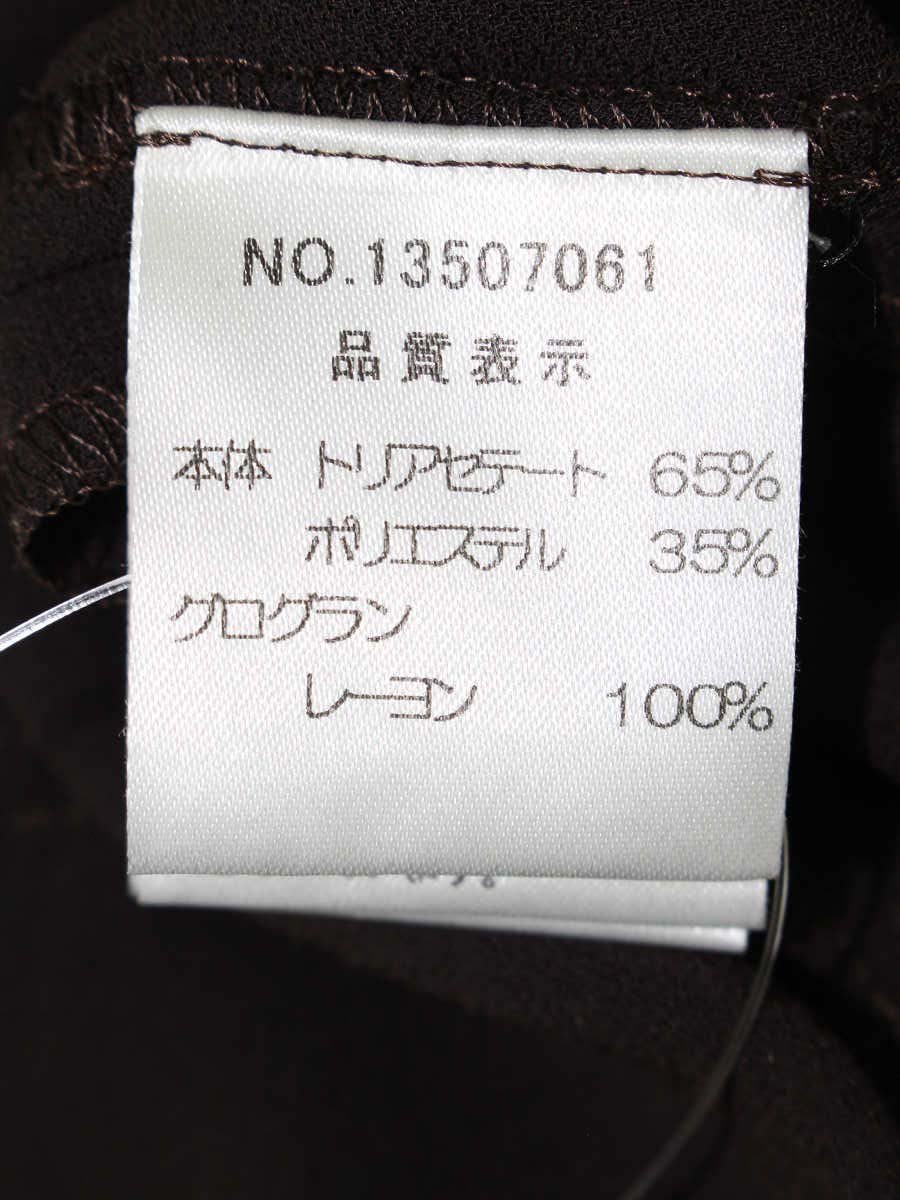 NO.13507061
品質表示
本体 トリアセテート 65%
ポリエステル 35%
グログラン
レーヨン 100%